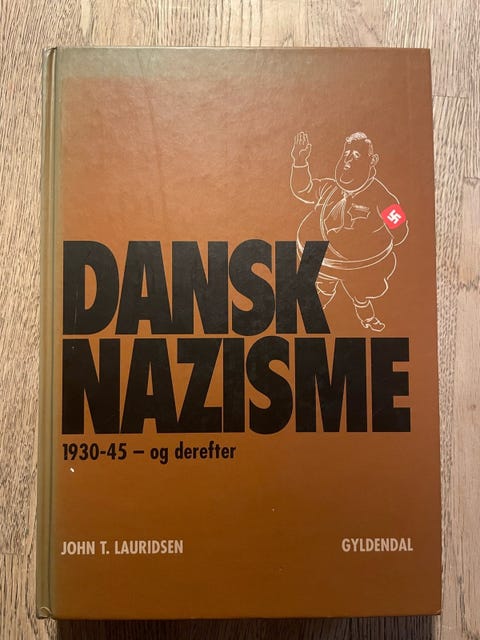 DANSK
NAZISME
1930-45 – og derefter
JOHN T. LAURIDSEN
GYLDENDAL